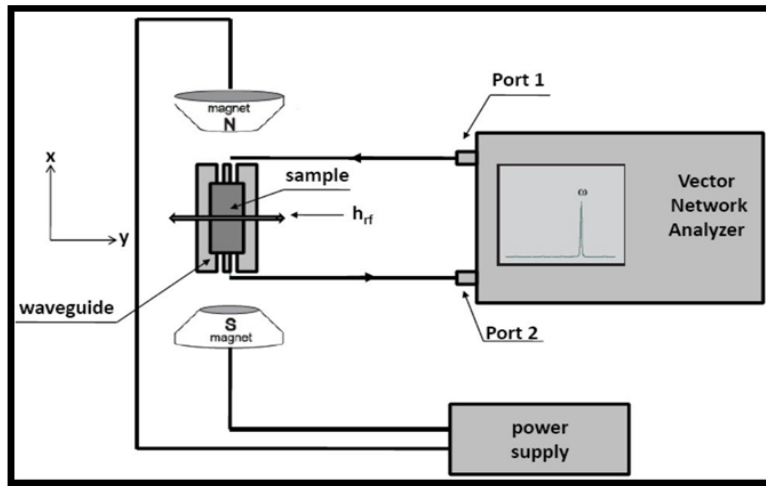 Port 1
magnet
N
x
sample
ω
Vector
Network
Analyzer
h_rf
y
waveguide
S
magnet
Port 2
power
supply